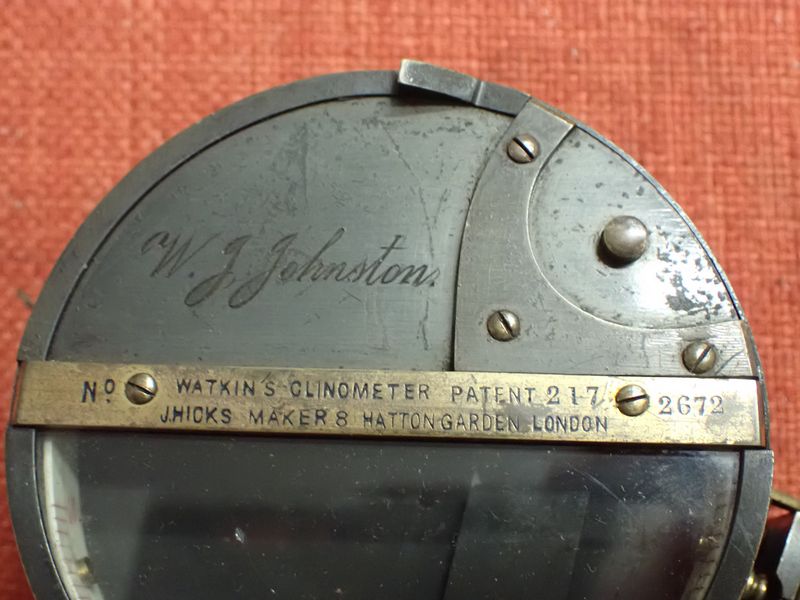 W. J. Johnston.
No. WATKIN'S CLINOMETER PATENT 217 2672
J.HICKS MAKER 8 HATTON GARDEN LONDON